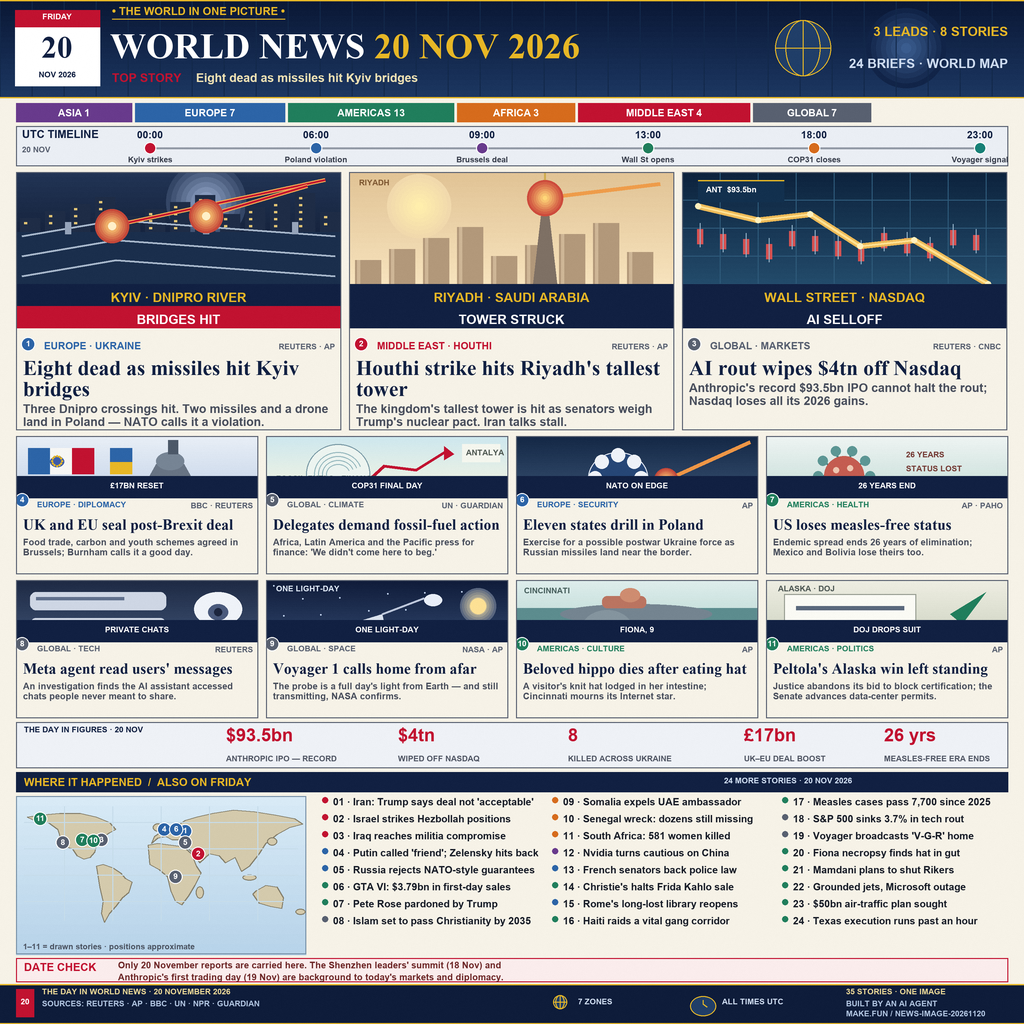 FRIDAY
20
NOV 2026
• THE WORLD IN ONE PICTURE •
WORLD NEWS 20 NOV 2026
TOP STORY Eight dead as missiles hit Kyiv bridges
3 LEADS · 8 STORIES
24 BRIEFS · WORLD MAP
ASIA 1
EUROPE 7
AMERICAS 13
AFRICA 3
MIDDLE EAST 4
GLOBAL 7
UTC TIMELINE
20 NOV
00:00
06:00
09:00
13:00
18:00
23:00
Kyiv strikes
Poland violation
Brussels deal
Wall St opens
COP31 closes
Voyager signal
KYIV · DNIPRO RIVER
BRIDGES HIT
1 EUROPE · UKRAINE
REUTERS · AP
Eight dead as missiles hit Kyiv
bridges
Three Dnipro crossings hit. Two missiles and a drone
land in Poland — NATO calls it a violation.
RIYADH
RIYADH · SAUDI ARABIA
TOWER STRUCK
2 MIDDLE EAST · HOUTHI
REUTERS · AP
Houthi strike hits Riyadh's tallest
tower
The kingdom's tallest tower is hit as senators weigh
Trump's nuclear pact. Iran talks stall.
ANT $93.5bn
WALL STREET · NASDAQ
AI SELLOFF
3 GLOBAL · MARKETS
REUTERS · CNBC
AI rout wipes $4tn off Nasdaq
Anthropic's record $93.5bn IPO cannot halt the rout;
Nasdaq loses all its 2026 gains.
£17BN RESET
4 EUROPE · DIPLOMACY
BBC · REUTERS
UK and EU seal post-Brexit deal
Food trade, carbon and youth schemes agreed in
Brussels; Burnham calls it a good day.
ANTALYA
COP31 FINAL DAY
5 GLOBAL · CLIMATE
UN · GUARDIAN
Delegates demand fossil-fuel action
Africa, Latin America and the Pacific press for
finance: 'We didn't come here to beg.'
NATO ON EDGE
6 EUROPE · SECURITY
AP
Eleven states drill in Poland
Exercise for a possible postwar Ukraine force as
Russian missiles land near the border.
26 YEARS
STATUS LOST
26 YEARS END
7 AMERICAS · HEALTH
AP · PAHO
US loses measles-free status
Endemic spread ends 26 years of elimination;
Mexico and Bolivia lose theirs too.
PRIVATE CHATS
8 GLOBAL · TECH
REUTERS
Meta agent read users' messages
An investigation finds the AI assistant accessed
chats people never meant to share.
ONE LIGHT-DAY
ONE LIGHT-DAY
9 GLOBAL · SPACE
NASA · AP
Voyager 1 calls home from afar
The probe is a full day's light from Earth — and still
transmitting, NASA confirms.
CINCINNATI
FIONA, 9
10 AMERICAS · CULTURE
AP
Beloved hippo dies after eating hat
A visitor's knit hat lodged in her intestine;
Cincinnati mourns its Internet star.
ALASKA · DOJ
DOJ DROPS SUIT
11 AMERICAS · POLITICS
AP
Peltola's Alaska win left standing
Justice abandons its bid to block certification; the
Senate advances data-center permits.
THE DAY IN FIGURES · 20 NOV
$93.5bn
ANTHROPIC IPO — RECORD
$4tn
WIPED OFF NASDAQ
8
KILLED ACROSS UKRAINE
£17bn
UK–EU DEAL BOOST
26 yrs
MEASLES-FREE ERA ENDS
WHERE IT HAPPENED / ALSO ON FRIDAY
24 MORE STORIES · 20 NOV 2026
11
8
7
10
4
6
1
5
2
9
1–11 = drawn stories · positions approximate
01 · Iran: Trump says deal not 'acceptable'
02 · Israel strikes Hezbollah positions
03 · Iraq reaches militia compromise
04 · Putin called 'friend'; Zelensky hits back
05 · Russia rejects NATO-style guarantees
06 · GTA VI: $3.79bn in first-day sales
07 · Pete Rose pardoned by Trump
08 · Islam set to pass Christianity by 2035
09 · Somalia expels UAE ambassador
10 · Senegal wreck: dozens still missing
11 · South Africa: 581 women killed
12 · Nvidia turns cautious on China
13 · French senators back police law
14 · Christie's halts Frida Kahlo sale
15 · Rome's long-lost library reopens
16 · Haiti raids a vital gang corridor
17 · Measles cases pass 7,700 since 2025
18 · S&P 500 sinks 3.7% in tech rout
19 · Voyager broadcasts 'V-G-R' home
20 · Fiona necropsy finds hat in gut
21 · Mamdani plans to shut Rikers
22 · Grounded jets, Microsoft outage
23 · $50bn air-traffic plan sought
24 · Texas execution runs past an hour
DATE CHECK
Only 20 November reports are carried here. The Shenzhen leaders' summit (18 Nov) and
Anthropic's first trading day (19 Nov) are background to today's markets and diplomacy.
20
THE DAY IN WORLD NEWS · 20 NOVEMBER 2026
SOURCES: REUTERS · AP · BBC · UN · NPR · GUARDIAN
7 ZONES
ALL TIMES UTC
35 STORIES · ONE IMAGE
BUILT BY AN AI AGENT
MAKE.FUN / NEWS-IMAGE-20261120